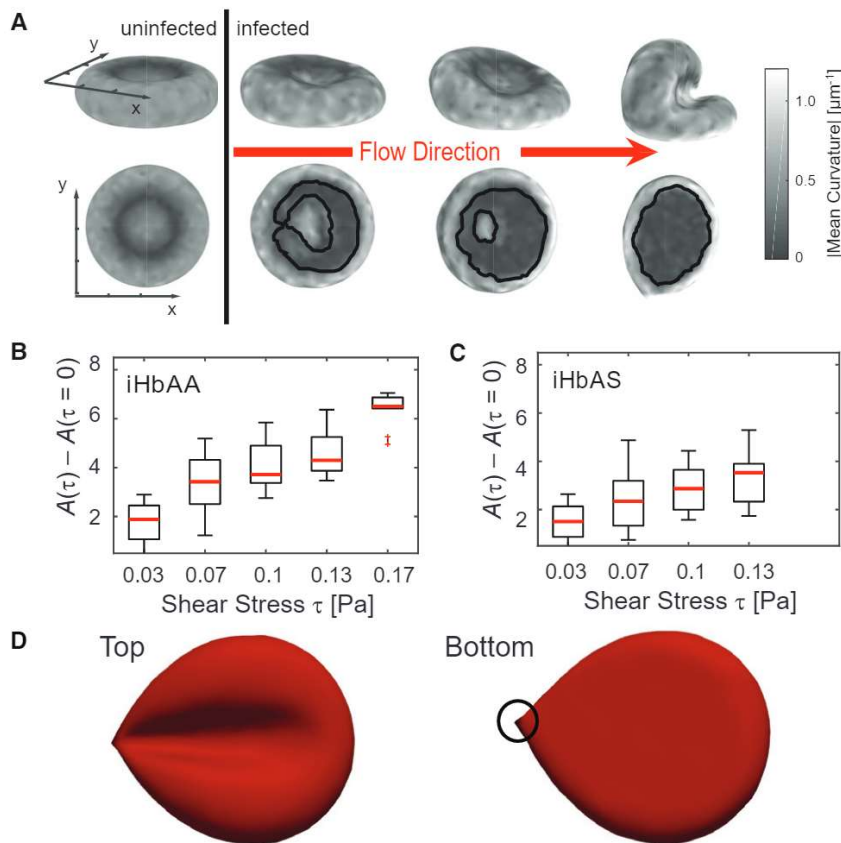 A
uninfected
infected
y
x
Flow Direction
y
x
1.0
0.5
0
|Mean Curvature| [µm⁻¹]
B
iHbAA
8
6
4
2
A(τ) − A(τ = 0)
0.03 0.07 0.1 0.13 0.17
Shear Stress τ [Pa]
C
iHbAS
8
6
4
2
A(τ) − A(τ = 0)
0.03 0.07 0.1 0.13
Shear Stress τ [Pa]
D
Top
Bottom